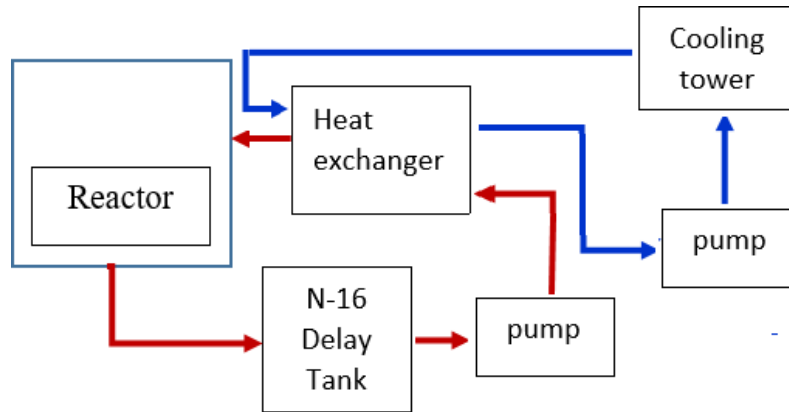 Cooling
tower
Heat
exchanger
Reactor
pump
N-16
Delay
Tank
pump